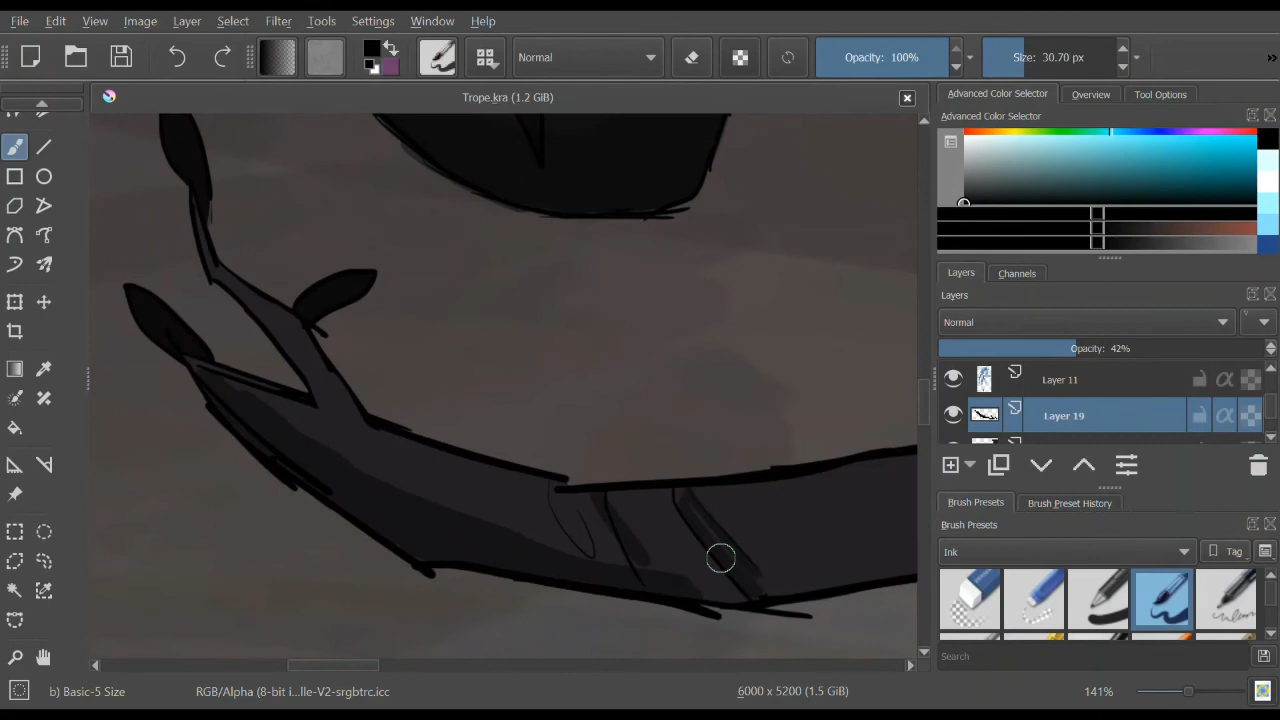 File Edit View Image Layer Select Filter Tools Settings Window Help
Normal Opacity: 100% Size: 30.70 px »
Trope.kra (1.2 GiB)
Advanced Color Selector Overview Tool Options
Advanced Color Selector
Layers Channels
Layers
Normal
Opacity: 42%
Layer 11
Layer 19
Brush Presets Brush Preset History
Brush Presets
Ink Tag
Search
b) Basic-5 Size RGB/Alpha (8-bit i...lle-V2-srgbtrc.icc 6000 x 5200 (1.5 GiB) 141%